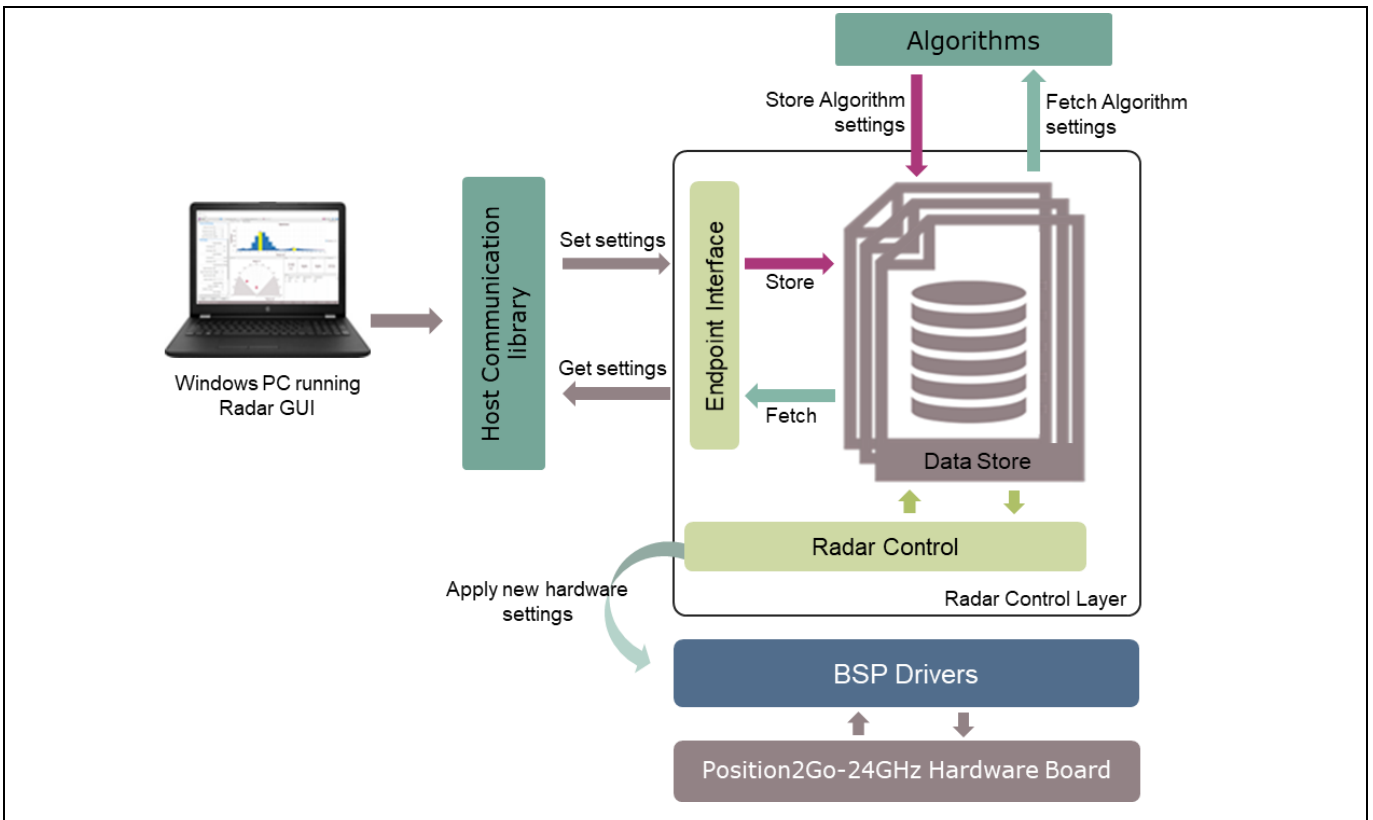 Algorithms
Store Algorithm
settings
Fetch Algorithm
settings
Host Communication
library
Set settings
Get settings
Endpoint Interface
Store
Fetch
Data Store
Windows PC running
Radar GUI
Radar Control
Radar Control Layer
Apply new hardware
settings
BSP Drivers
Position2Go-24GHz Hardware Board